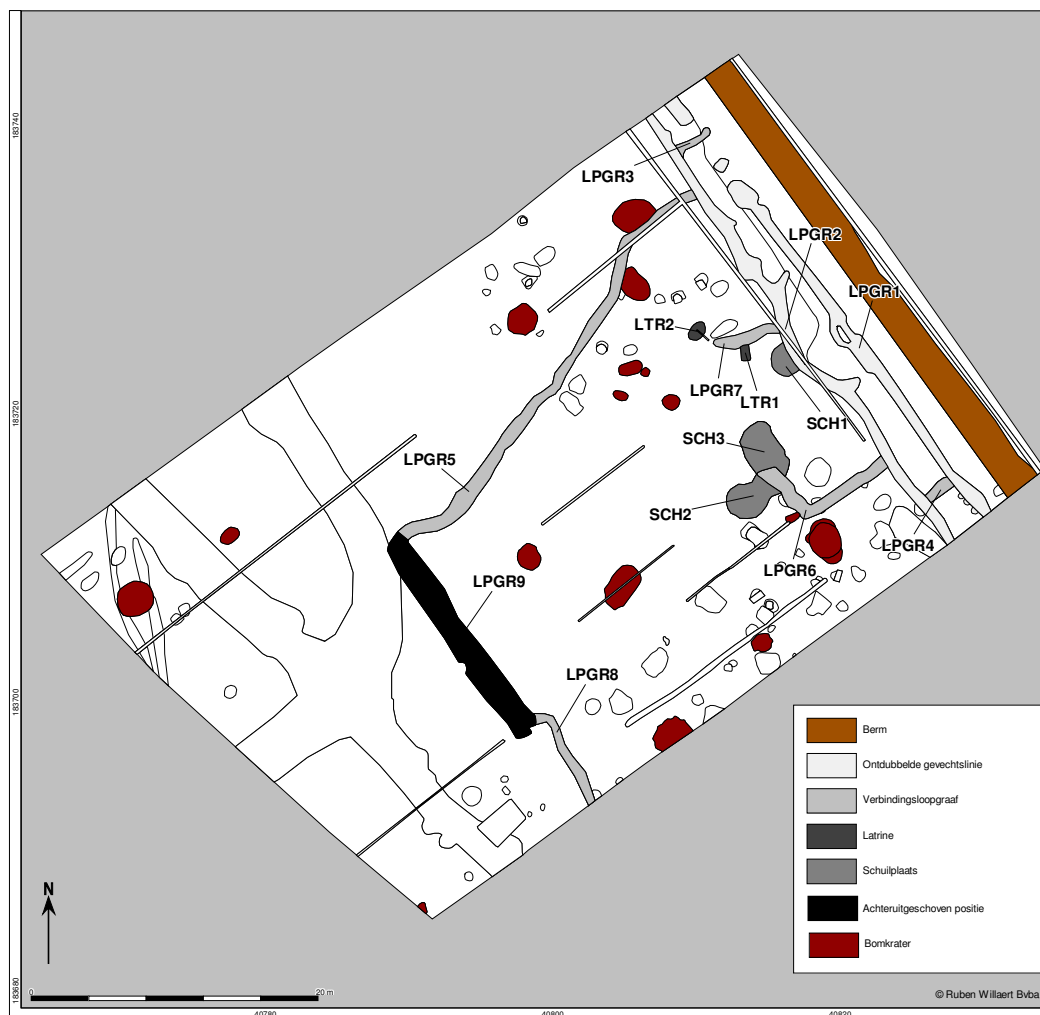 183740
LPGR3
LPGR2
LPGR1
LTR2
LPGR7
LTR1
183720
SCH1
SCH3
LPGR5
SCH2
LPGR4
LPGR6
LPGR9
LPGR8
183700
Berm
Ontdubbelde gevechtslinie
Verbindingsloopgraaf
Latrine
Schuilplaats
Achteruitgeschoven positie
Bomkrater
N
183680
0
20 m
© Ruben Willaert Bvba
40780
40800
40820